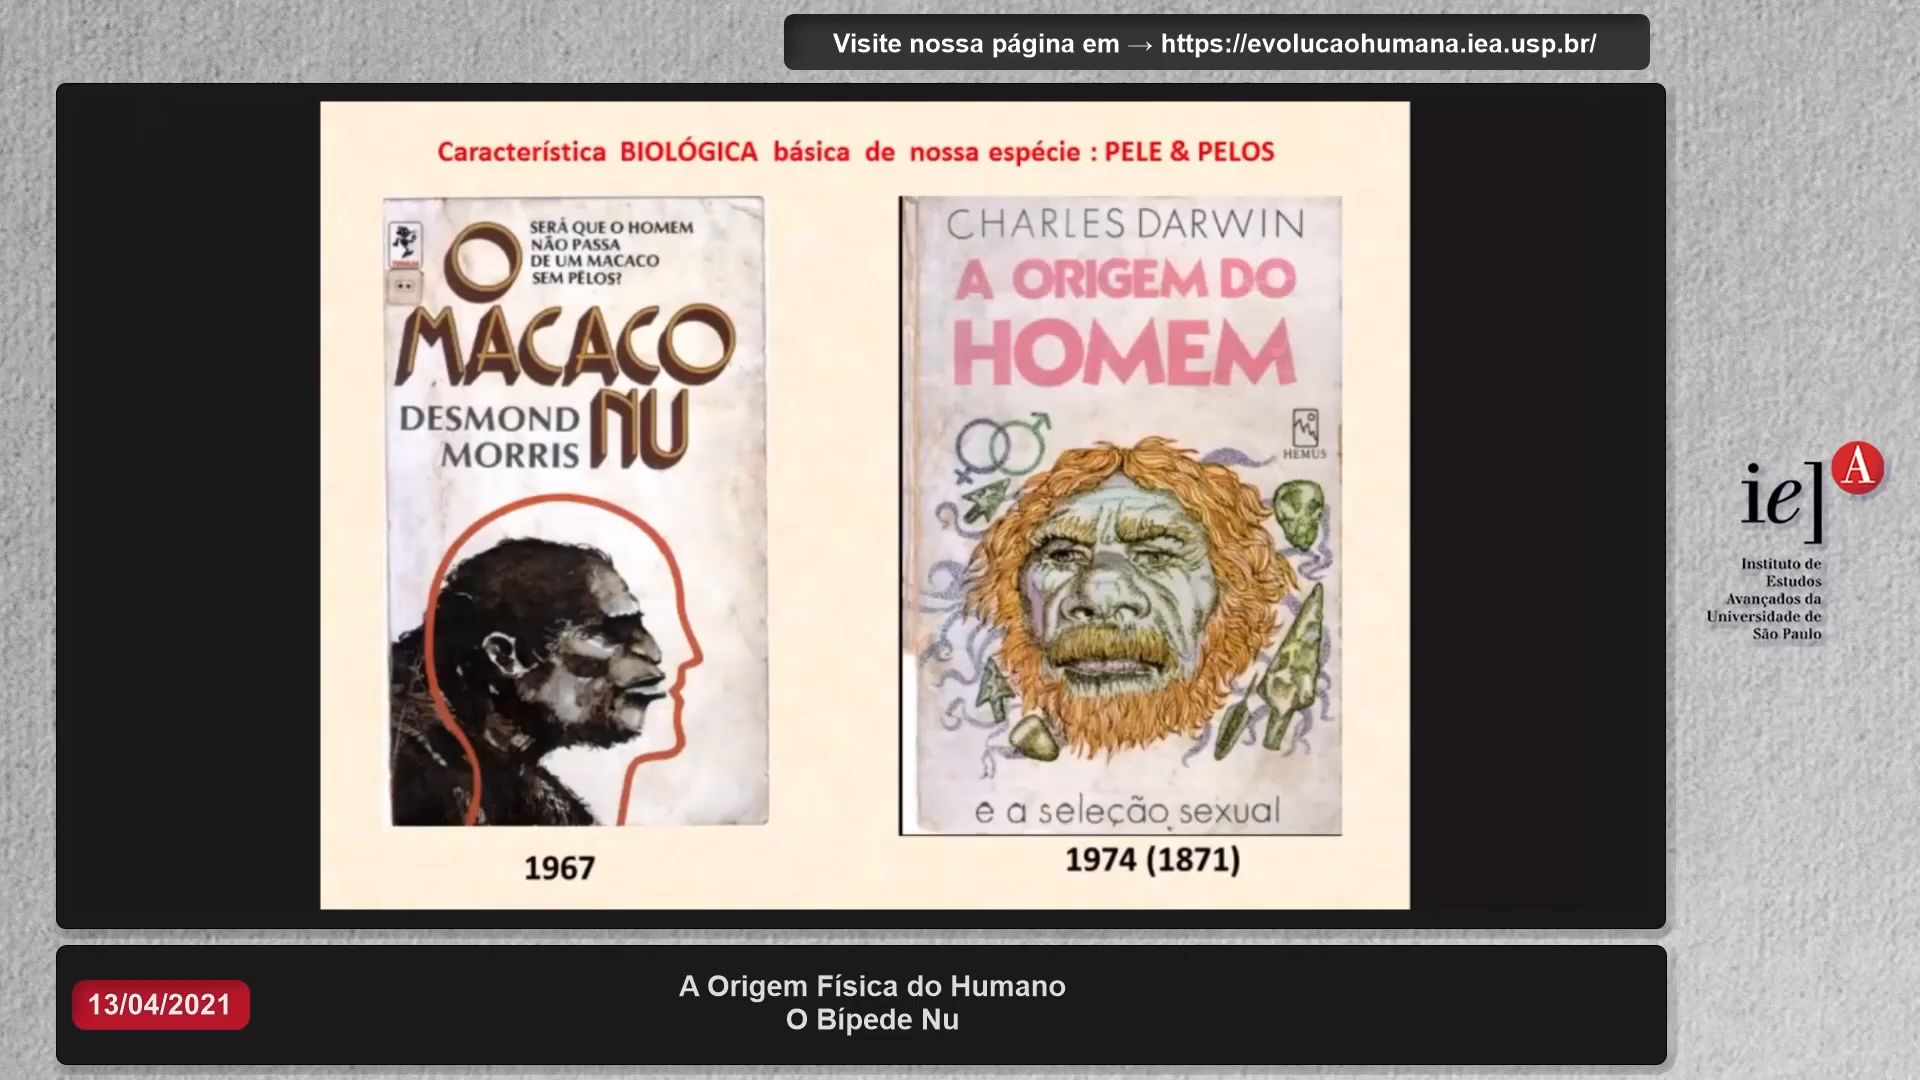 Visite nossa página em → https://evolucaohumana.iea.usp.br/
Característica BIOLÓGICA básica de nossa espécie : PELE & PELOS
SERÁ QUE O HOMEM
NÃO PASSA
DE UM MACACO
SEM PÊLOS?
O
MACACO
NU
DESMOND
MORRIS
1967
CHARLES DARWIN
A ORIGEM DO
HOMEM
HEMUS
e a seleção sexual
1974 (1871)
iea]
A
Instituto de
Estudos
Avançados da
Universidade de
São Paulo
13/04/2021
A Origem Física do Humano
O Bípede Nu